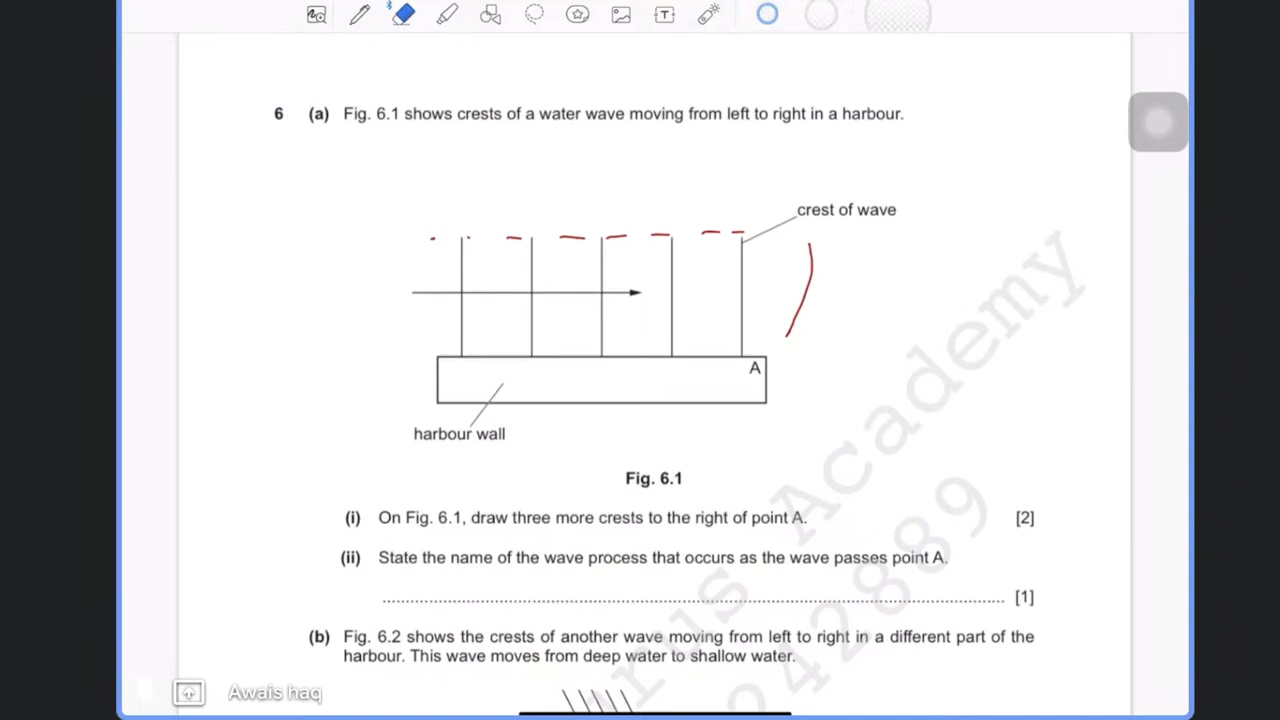 6 (a) Fig. 6.1 shows crests of a water wave moving from left to right in a harbour.
crest of wave
A
harbour wall
Fig. 6.1
(i) On Fig. 6.1, draw three more crests to the right of point A. [2]
(ii) State the name of the wave process that occurs as the wave passes point A.
[1]
(b) Fig. 6.2 shows the crests of another wave moving from left to right in a different part of the
harbour. This wave moves from deep water to shallow water.
Awais haq
rus Academy
242889